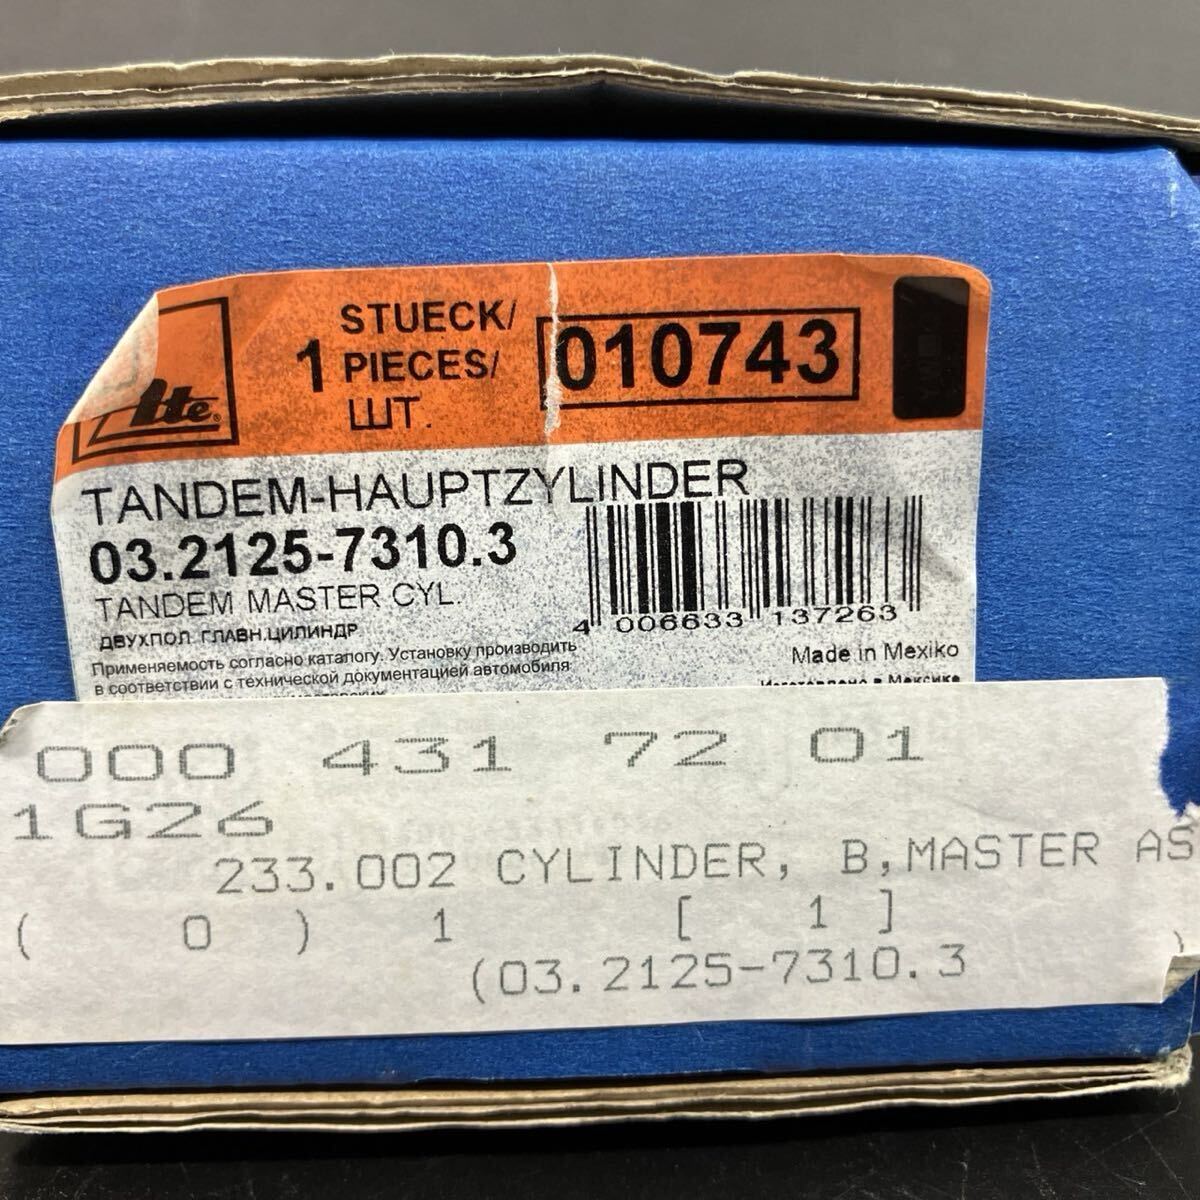 Ate®
1 STUECK/
PIECES/
ШТ.
010743
TANDEM-HAUPTZYLINDER
03.2125-7310.3
TANDEM MASTER CYL.
ДВУХПОЛ. ГЛАВН.ЦИЛИНДР
4 006633 137263
Применяемость согласно каталогу. Установку производить
в соответствии с технической документацией автомобиля
Made in Mexiko
Изготовлено в Мексике
000 431 72 01
1G26
233.002 CYLINDER, B,MASTER AS
( 0 ) 1 [ 1 ]
(03.2125-7310.3 )